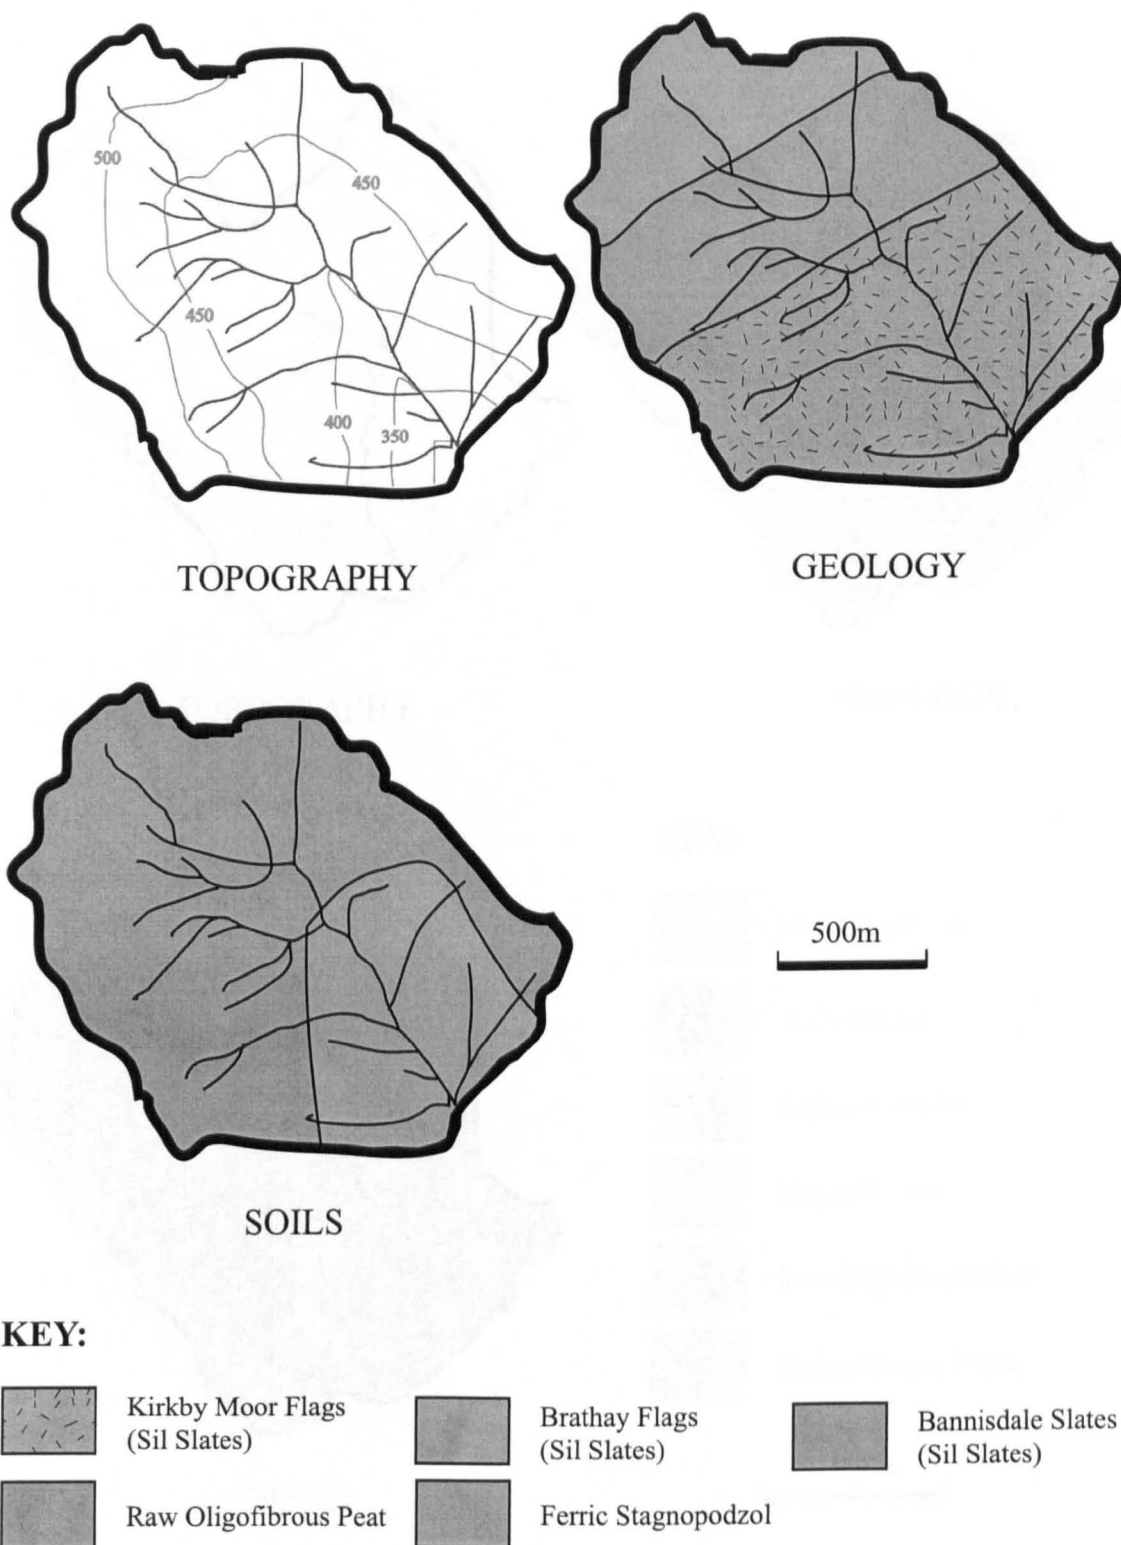 500
450
450
400
350
TOPOGRAPHY
GEOLOGY
500m
SOILS
KEY:
Kirkby Moor Flags
(Sil Slates)
Brathay Flags
(Sil Slates)
Bannisdale Slates
(Sil Slates)
Raw Oligofibrous Peat
Ferric Stagnopodzol